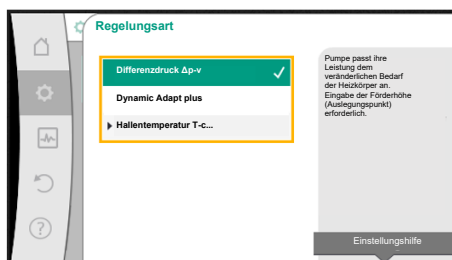 Regelungsart
Differenzdruck Δp-v
Dynamic Adapt plus
Hallentemperatur T-c...
Pumpe passt ihre
Leistung dem
veränderlichen Bedarf
der Heizkörper an.
Eingabe der Förderhöhe
(Auslegungspunkt)
erforderlich.
Einstellungshilfe